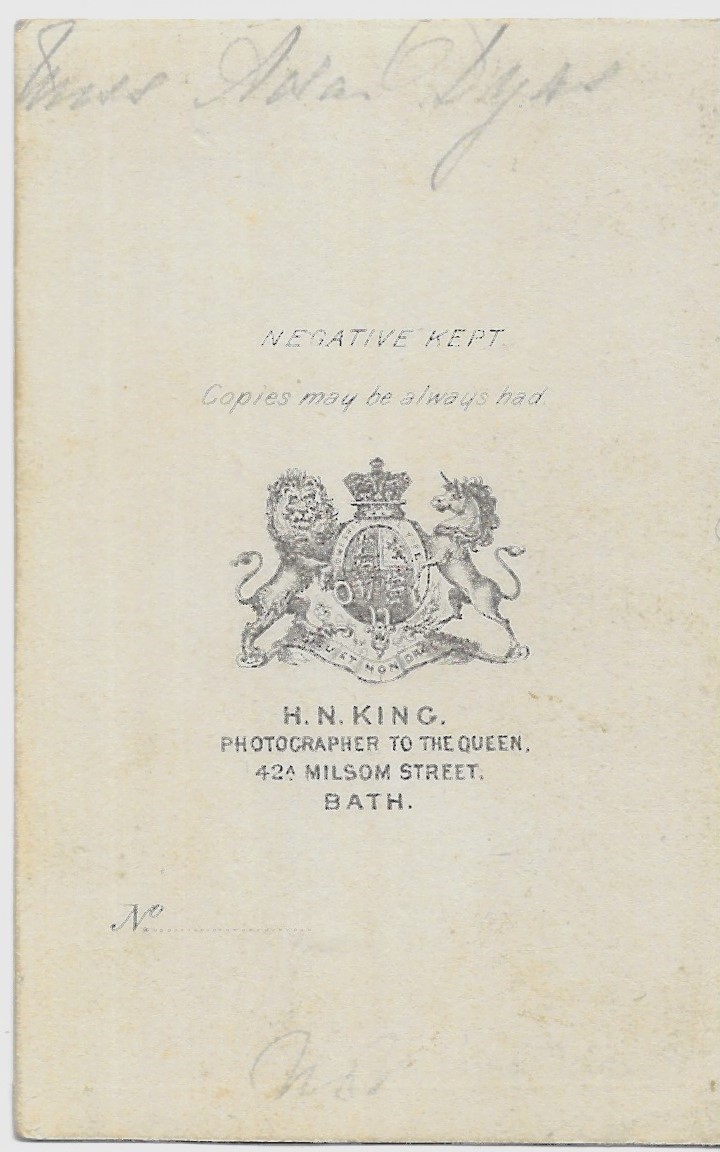 Miss Ada Dyas
NEGATIVE KEPT.
Copies may be always had
H. N. KING.
PHOTOGRAPHER TO THE QUEEN,
42A MILSOM STREET.
BATH.
No